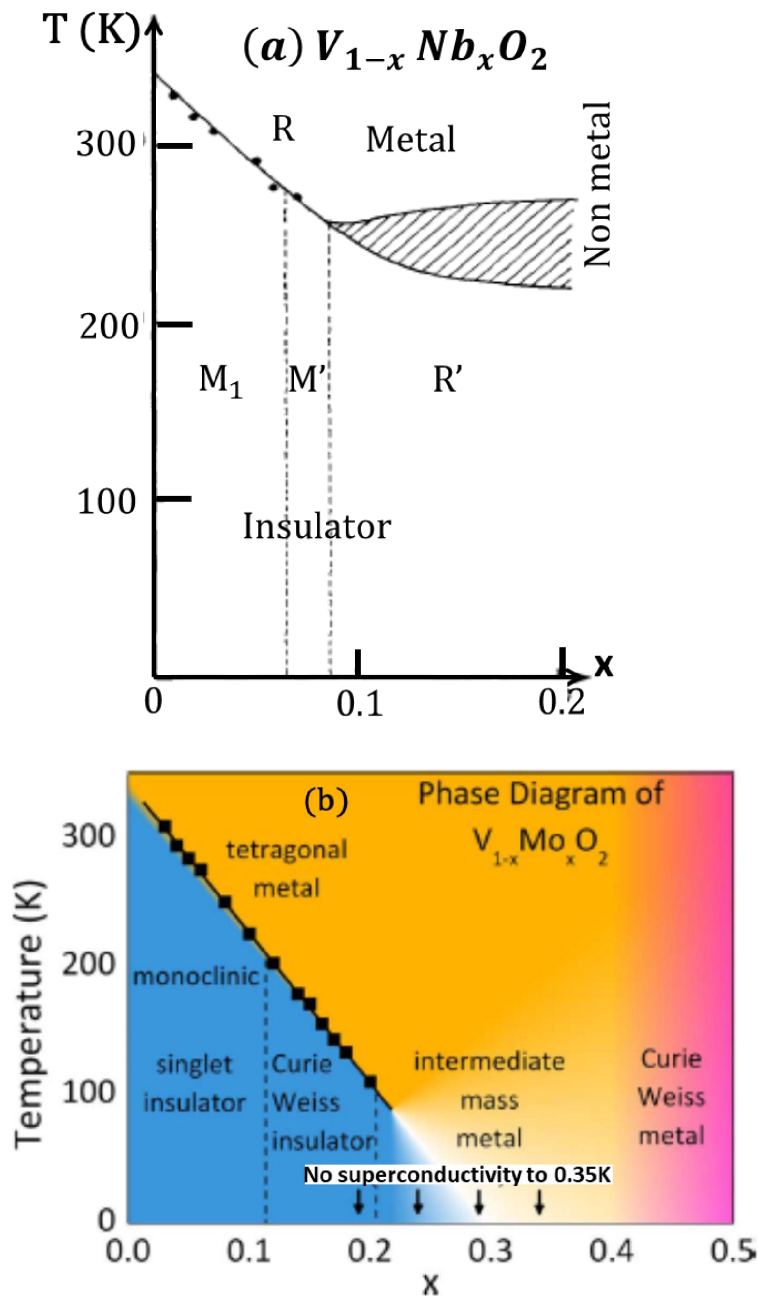 T (K)
(a) V₁₋ₓ NbₓO₂
300
R
Metal
Non metal
200
M₁
M’
R’
100
Insulator
x
0
0.1
0.2
(b)
Phase Diagram of
V₁₋ₓMoₓO₂
Temperature (K)
300
tetragonal
metal
200
monoclinic
singlet
insulator
Curie
Weiss
insulator
intermediate
mass
metal
Curie
Weiss
metal
100
No superconductivity to 0.35K
0
0.0
0.1
0.2
0.3
0.4
0.5
x